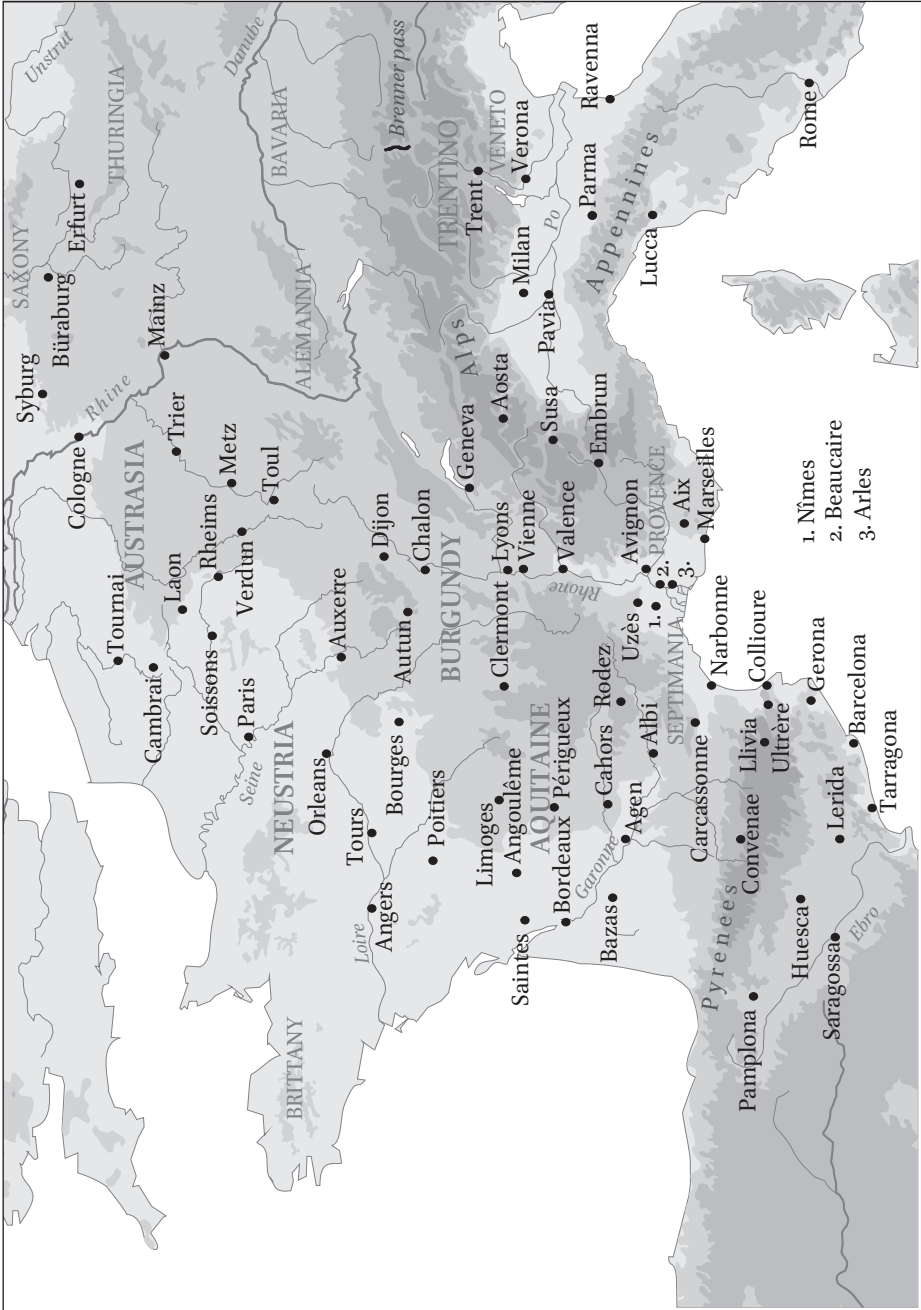 Unstrut
Danube
THURINGIA
SAXONY
Erfurt
Büraburg
Syburg
Rhine
Cologne
Mainz
Trier
AUSTRASIA
Metz
Toul
Tournai
Laon
Rheims
Verdun
Cambrai
Soissons
Paris
Seine
NEUSTRIA
BRITTANY
BAVARIA
ALEMANNIA
Brenner pass
TRENTINO
Trent
VENETO
Verona
Ravenna
Rome
Parma
Po
Milan
Pavia
Lucca
Appennines
Alps
Aosta
Geneva
Susa
Embrun
Dijon
Chalon
Auxerre
Autun
BURGUNDY
Lyons
Vienne
Valence
Clermont
Rhone
Avignon
PROVENCE
Aix
Marseilles
2.
3.
1.
Uzès
SEPTIMANIA
Orleans
Tours
Bourges
Angers
Loire
Poitiers
Limoges
Angoulême
AQUITAINE
Périgueux
Saintes
Bordeaux
Garonne
Bazas
Cahors
Rodez
Agen
Albi
Narbonne
Carcassonne
Collioure
Llivia
Ultrère
Gerona
Barcelona
Convenae
Pyrenees
Lerida
Tarragona
Huesca
Pamplona
Saragossa
Ebro
1. Nîmes
2. Beaucaire
3. Arles